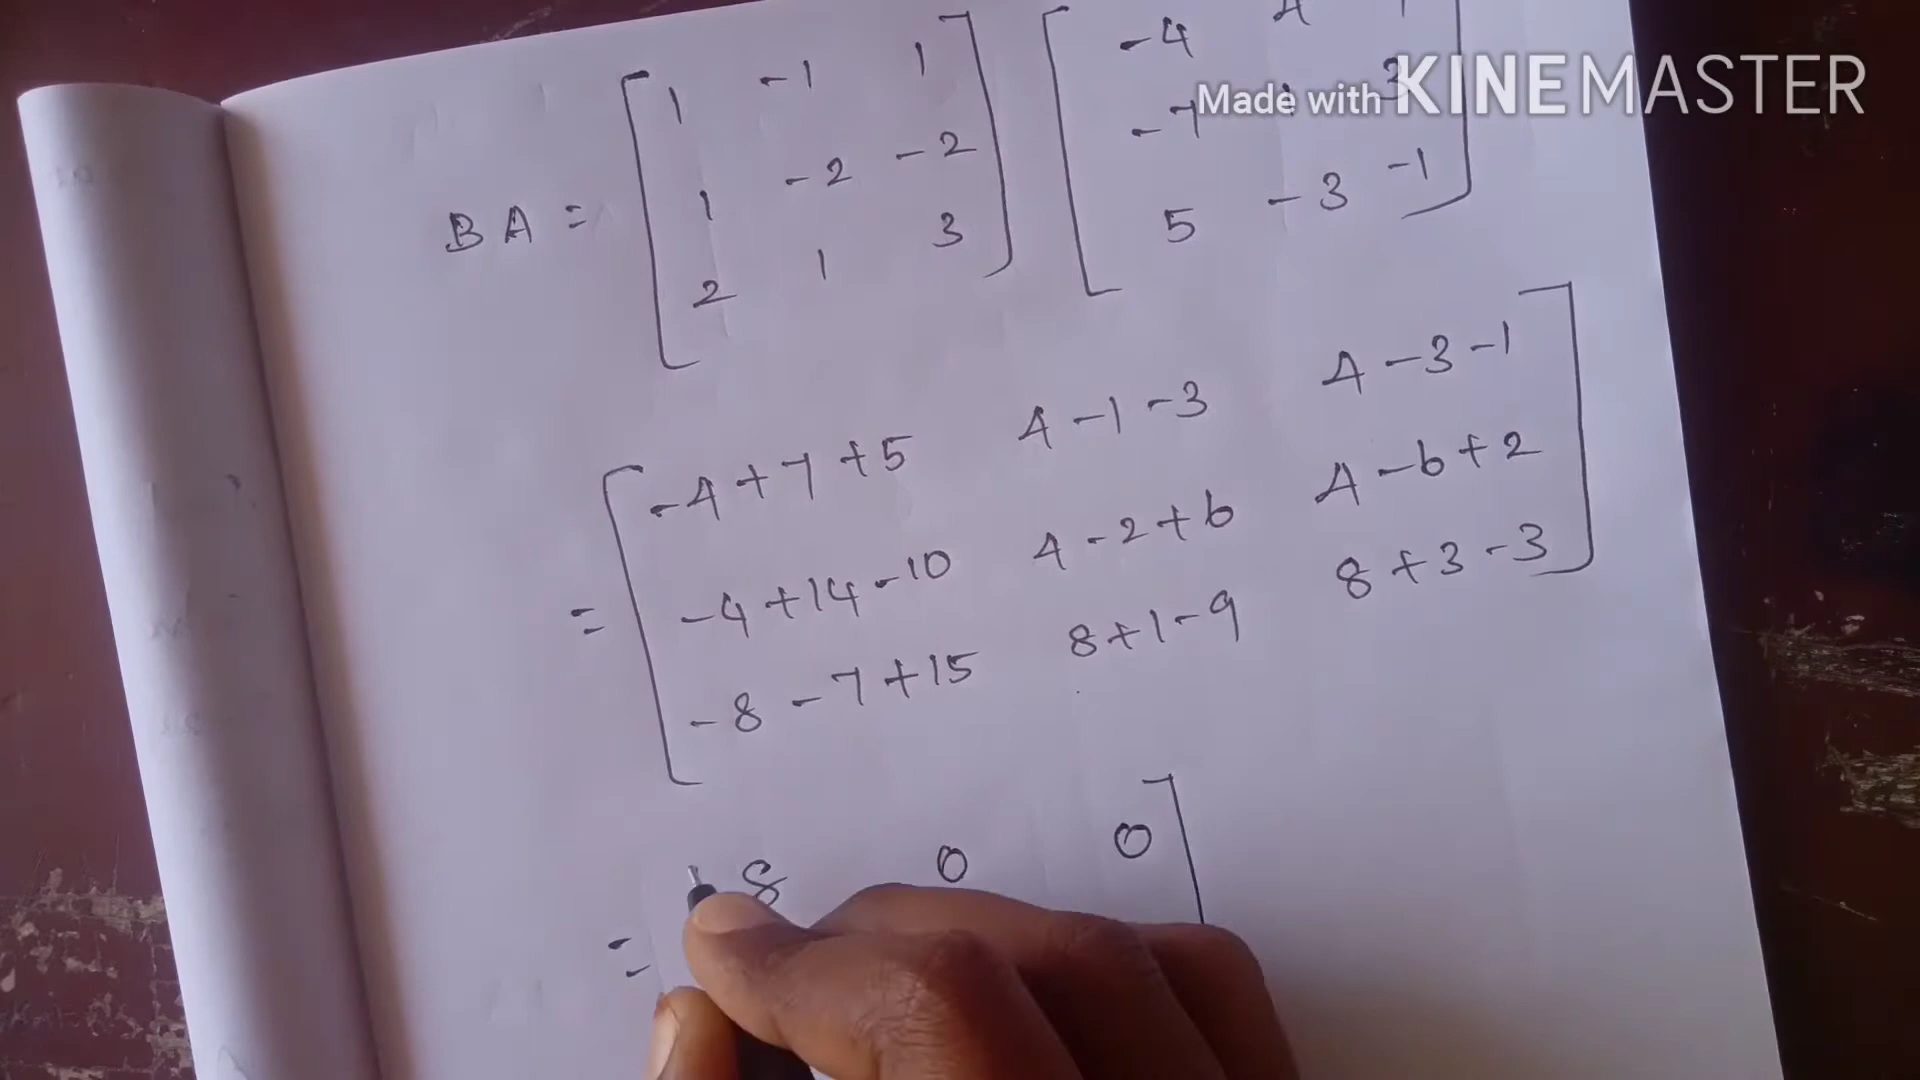 1 -1 1 -4 4
Made with KINEMASTER
BA = 1 -2 -2 -7 3
2 1 3 5 -3 -1
-4+7+5 4-1-3 4-3-1
= -4+14-10 4-2+6 4-6+2
-8-7+15 8+1-9 8+3-3
= 8 0 0